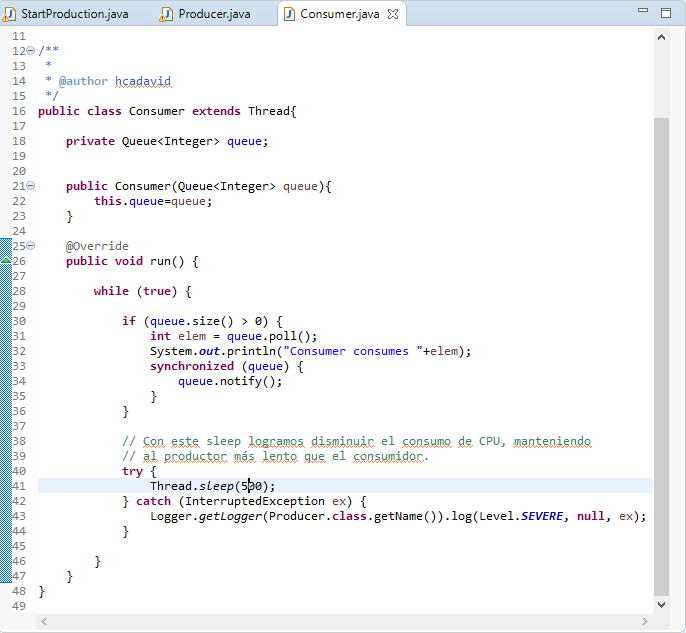 StartProduction.java Producer.java Consumer.java
11
12 /**
13  *
14  * @author hcadavid
15  */
16 public class Consumer extends Thread{
17
18     private Queue<Integer> queue;
19
20
21     public Consumer(Queue<Integer> queue){
22         this.queue=queue;
23     }
24
25     @Override
26     public void run() {
27
28         while (true) {
29
30             if (queue.size() > 0) {
31                 int elem = queue.poll();
32                 System.out.println("Consumer consumes "+elem);
33                 synchronized (queue) {
34                     queue.notify();
35                 }
36             }
37
38             // Con este sleep logramos disminuir el consumo de CPU, manteniendo
39             // al productor más lento que el consumidor.
40             try {
41                 Thread.sleep(500);
42             } catch (InterruptedException ex) {
43                 Logger.getLogger(Producer.class.getName()).log(Level.SEVERE, null, ex);
44             }
45
46         }
47     }
48 }
49